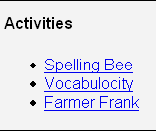 Activities
Spelling Bee
Vocabulocity
Farmer Frank